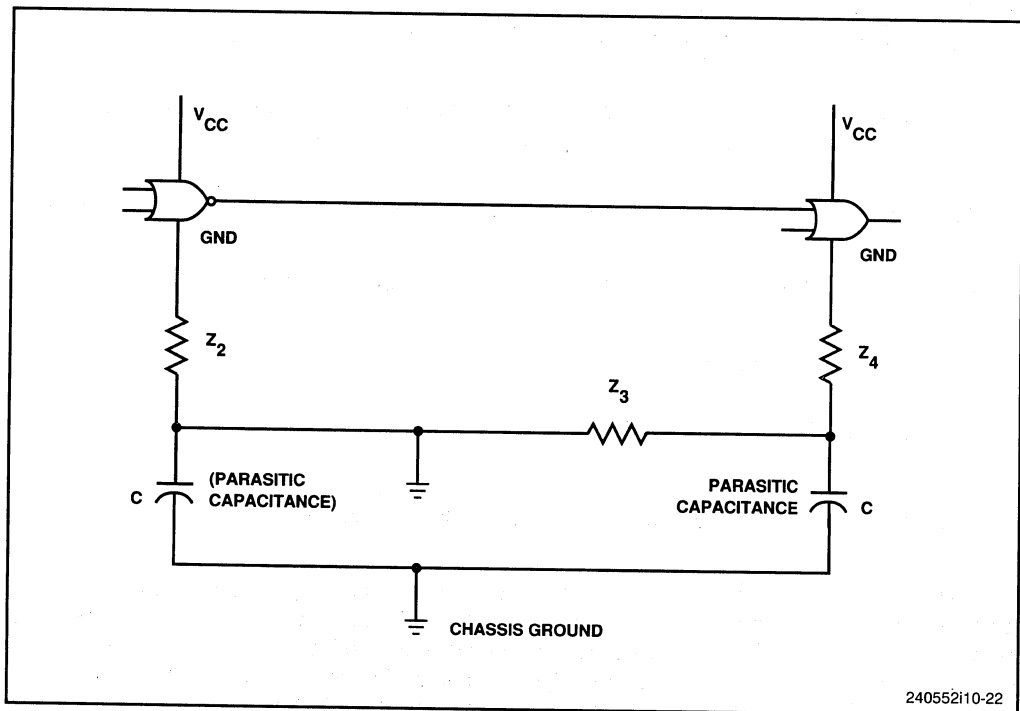 VCC
VCC
GND
GND
Z2
Z4
Z3
C
(PARASITIC
CAPACITANCE)
PARASITIC
CAPACITANCE
C
CHASSIS GROUND
240552i10-22